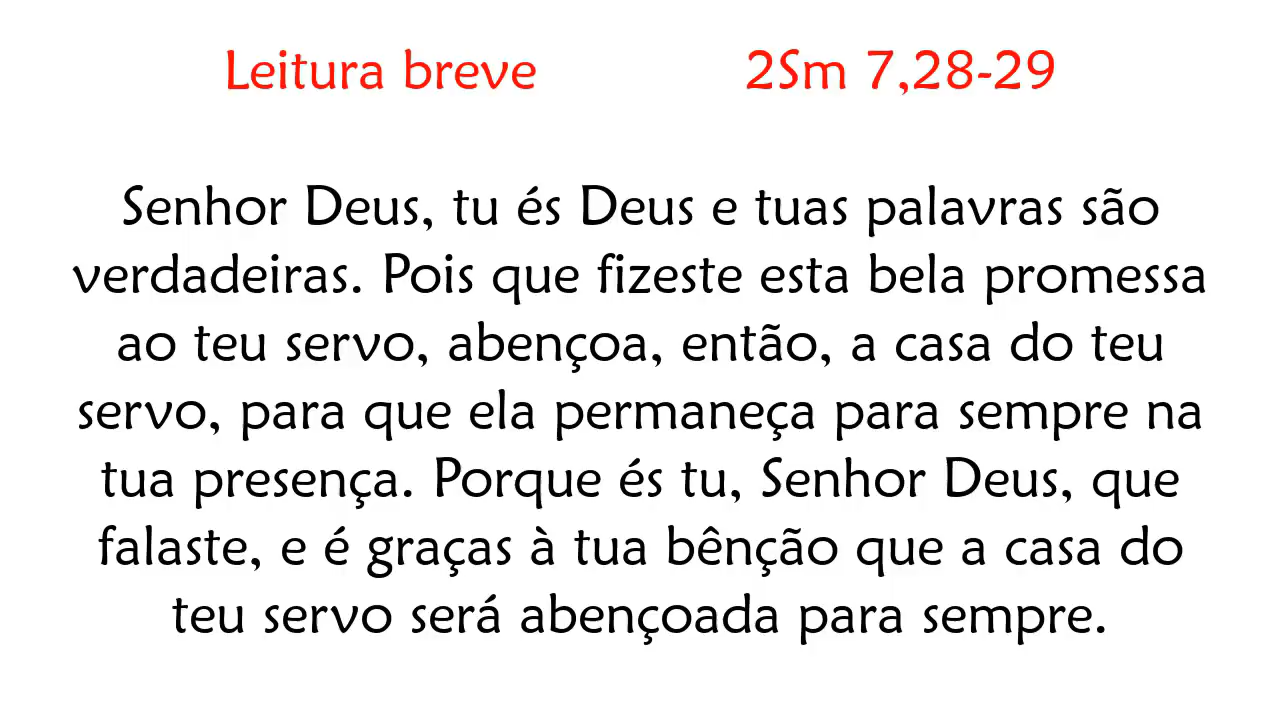 Leitura breve 2Sm 7,28-29
Senhor Deus, tu és Deus e tuas palavras são
verdadeiras. Pois que fizeste esta bela promessa
ao teu servo, abençoa, então, a casa do teu
servo, para que ela permaneça para sempre na
tua presença. Porque és tu, Senhor Deus, que
falaste, e é graças à tua bênção que a casa do
teu servo será abençoada para sempre.